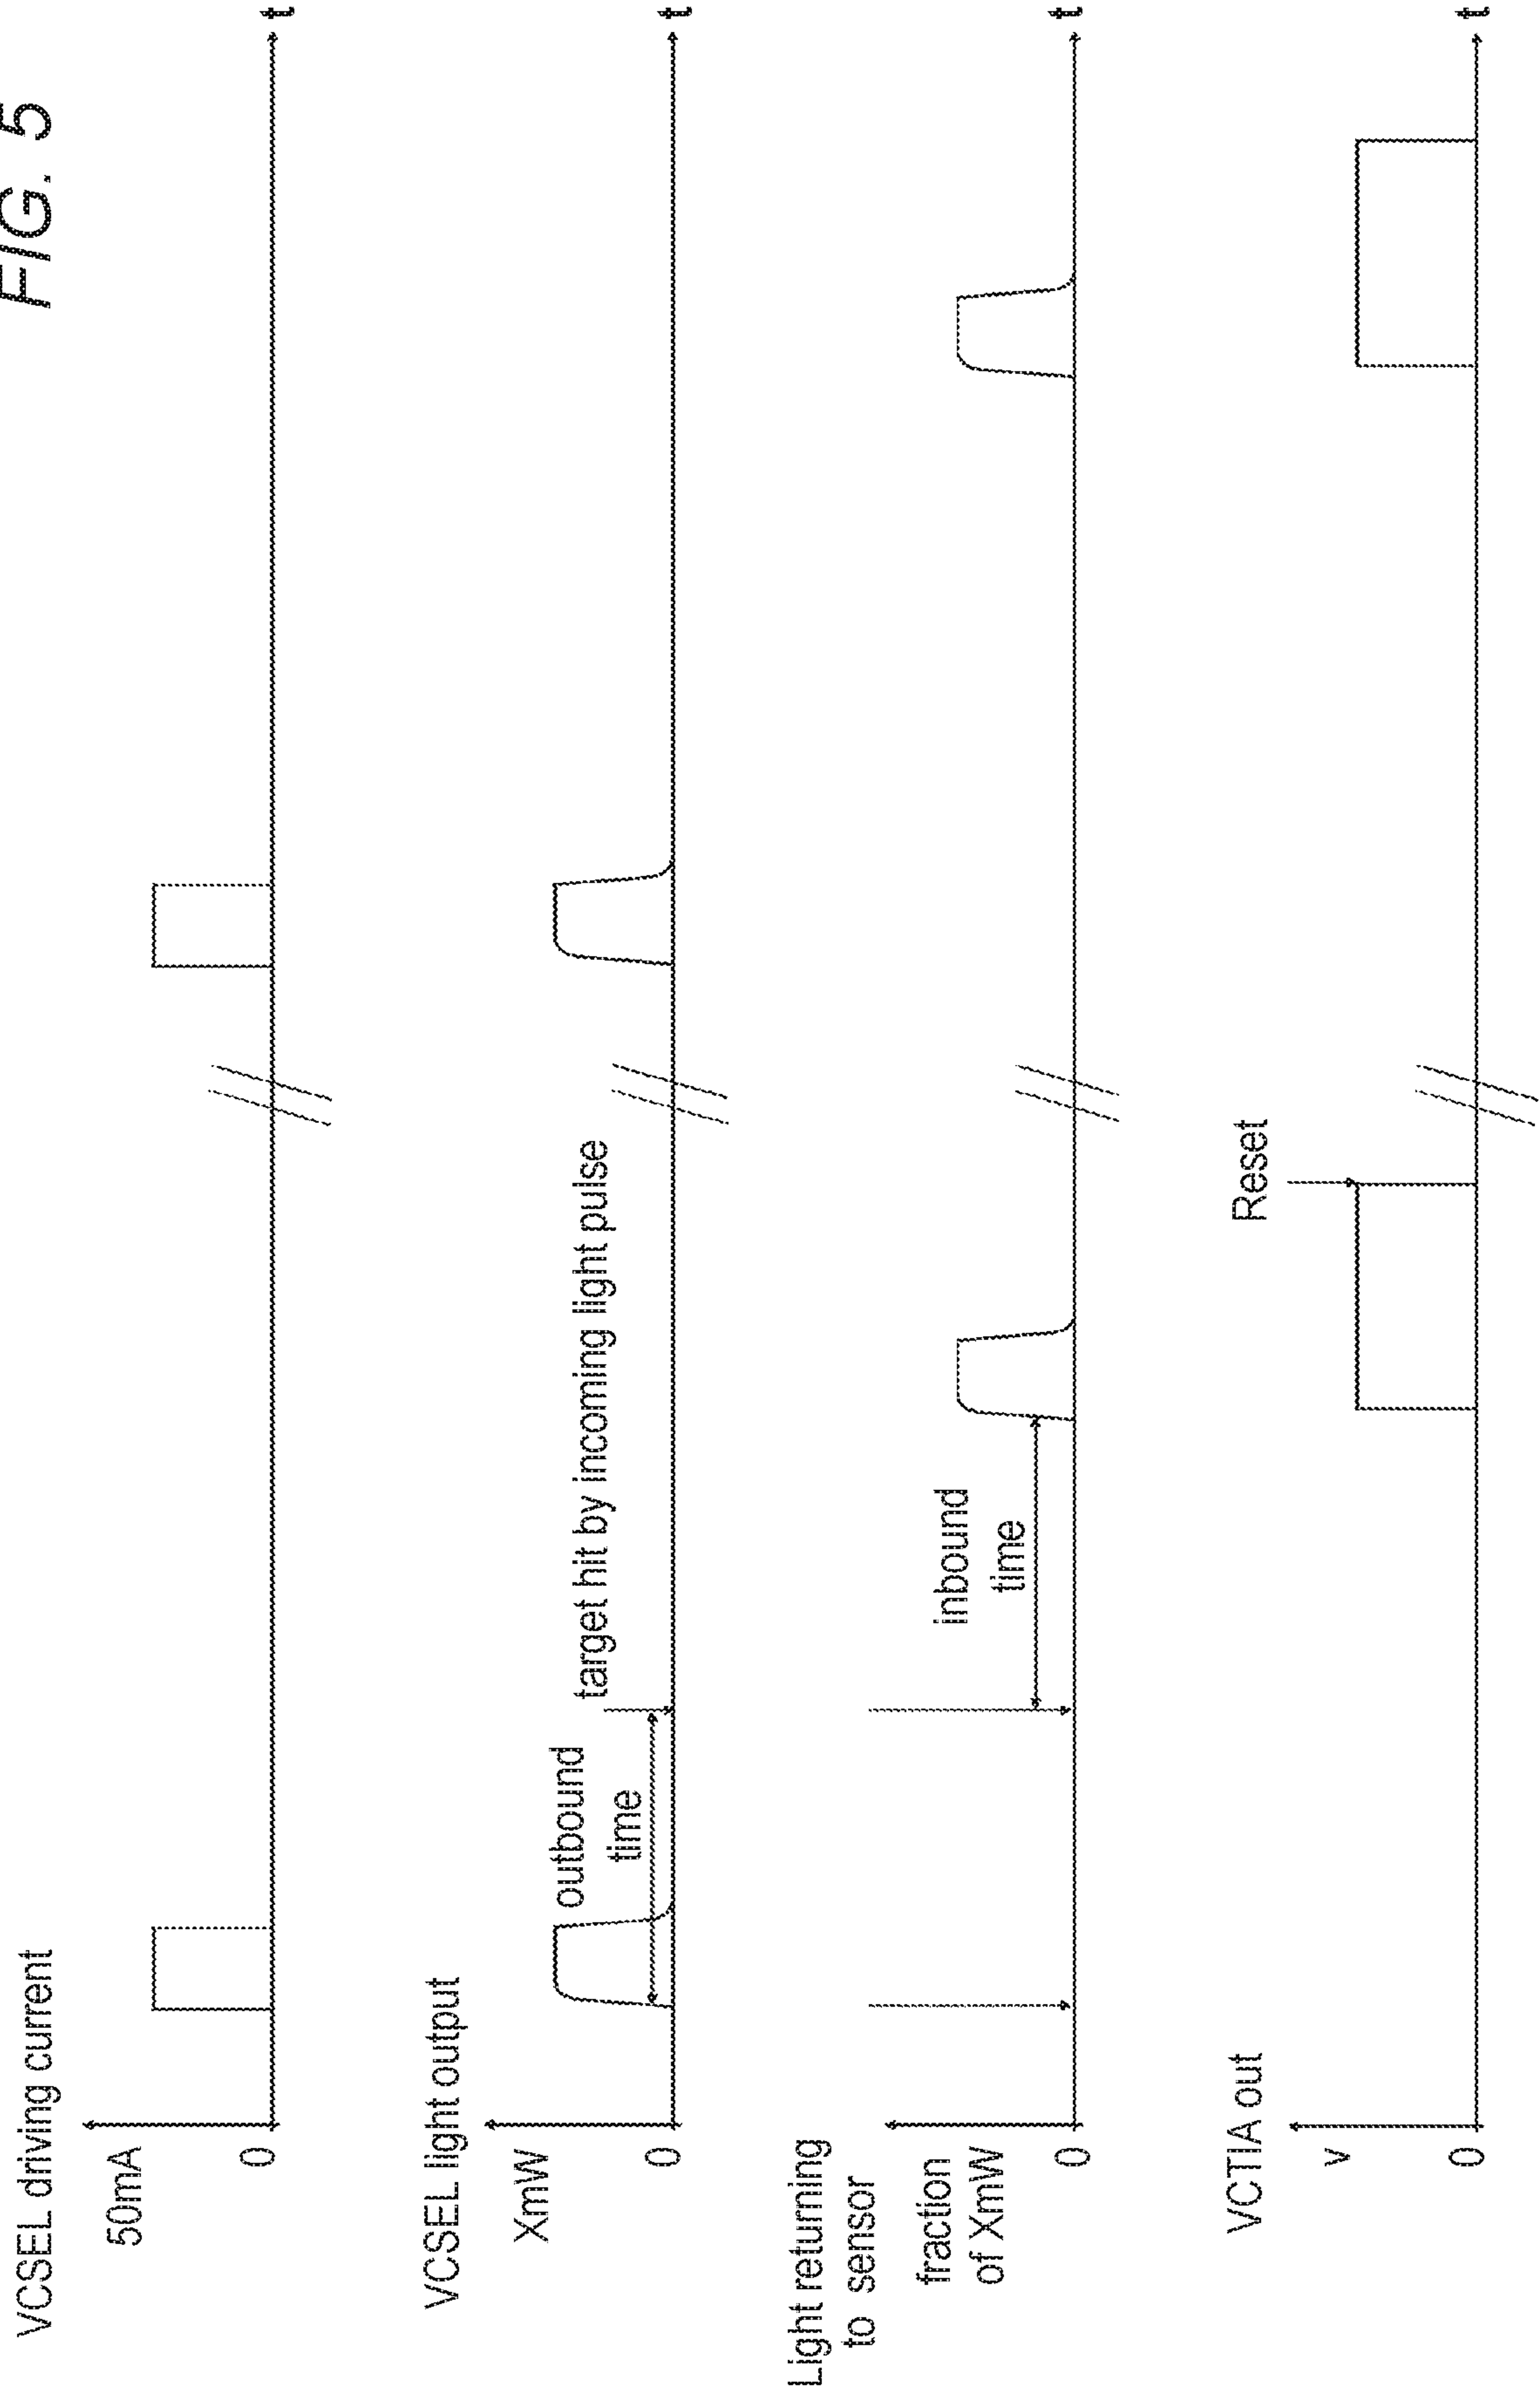 FIG. 5
VCSEL driving current
50mA
0
t
VCSEL light output
XmW
0
outbound
time
target hit by incoming light pulse
t
Light returning
to sensor
fraction
of XmW
0
inbound
time
t
VCTIA out
v
0
Reset
t